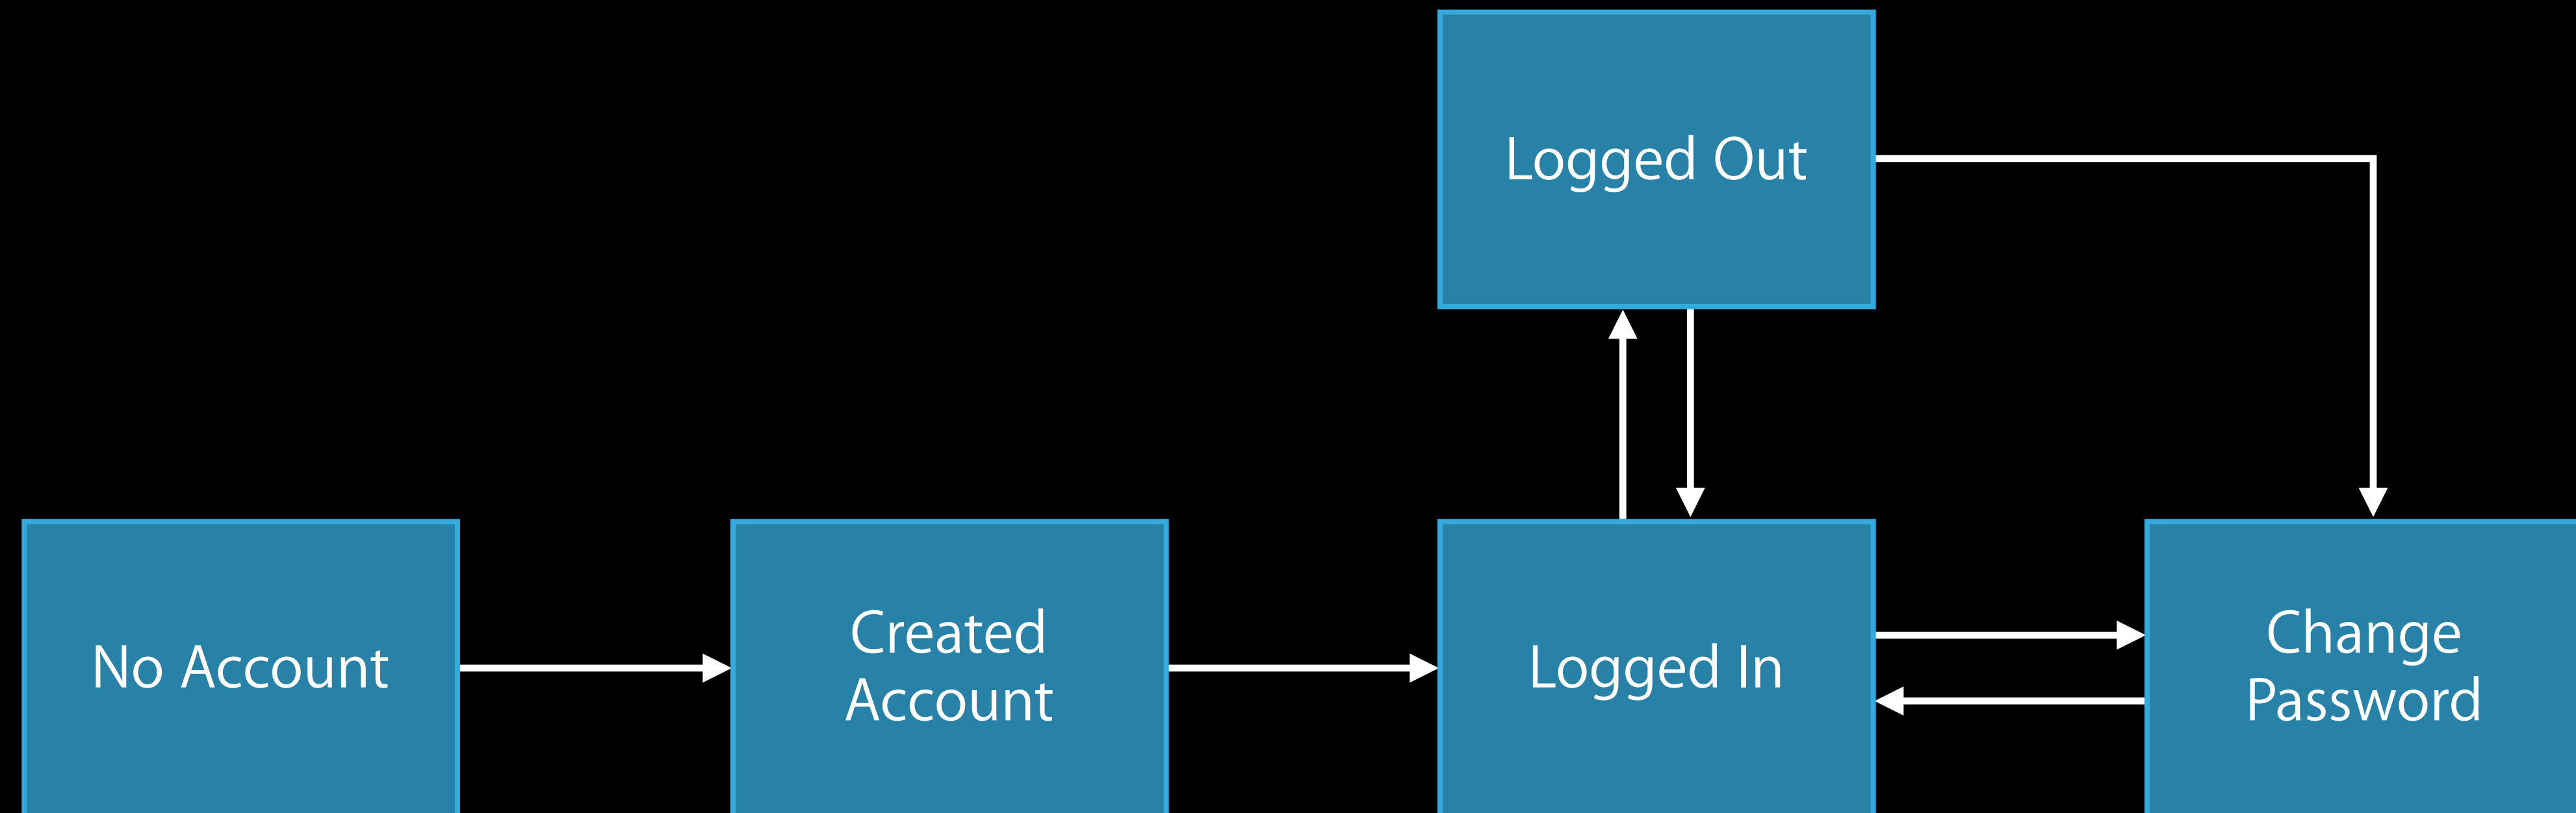 Logged Out
No Account
Created
Account
Logged In
Change
Password